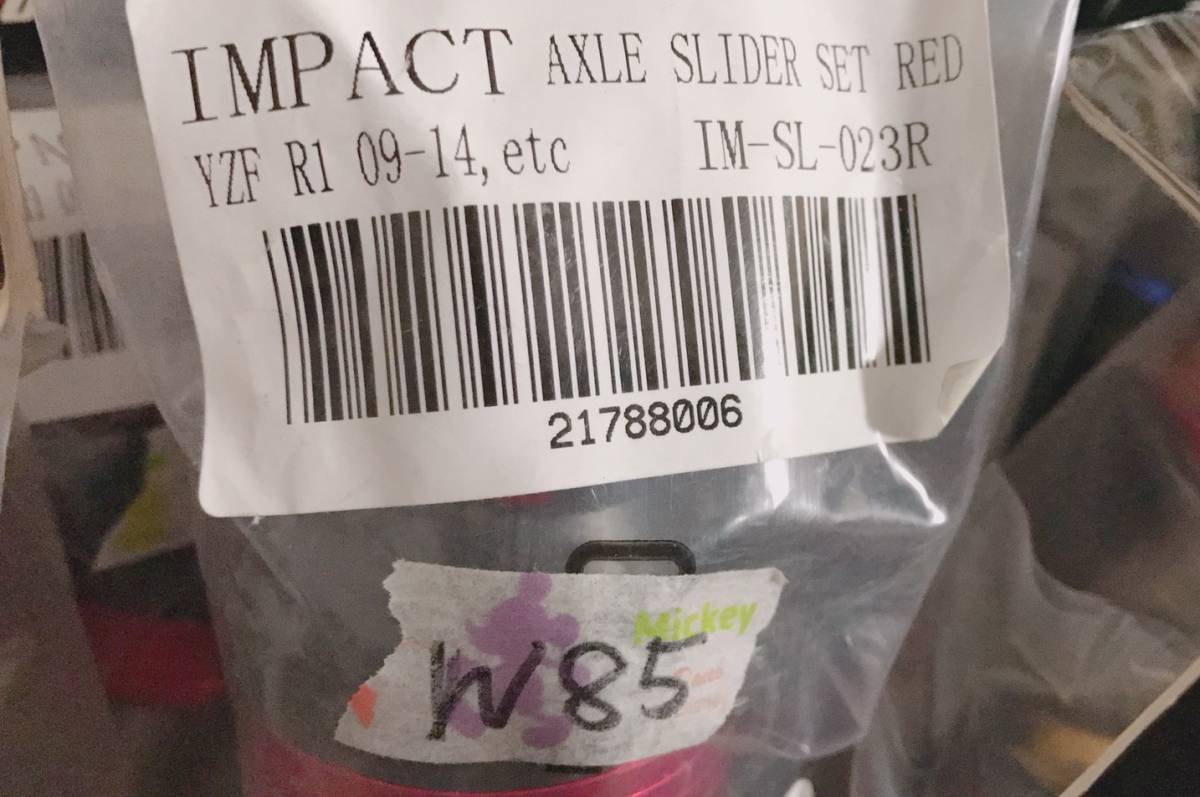 IMPACT AXLE SLIDER SET RED
YZF R1 09-14,etc IM-SL-023R
21788006
Mickey
W85